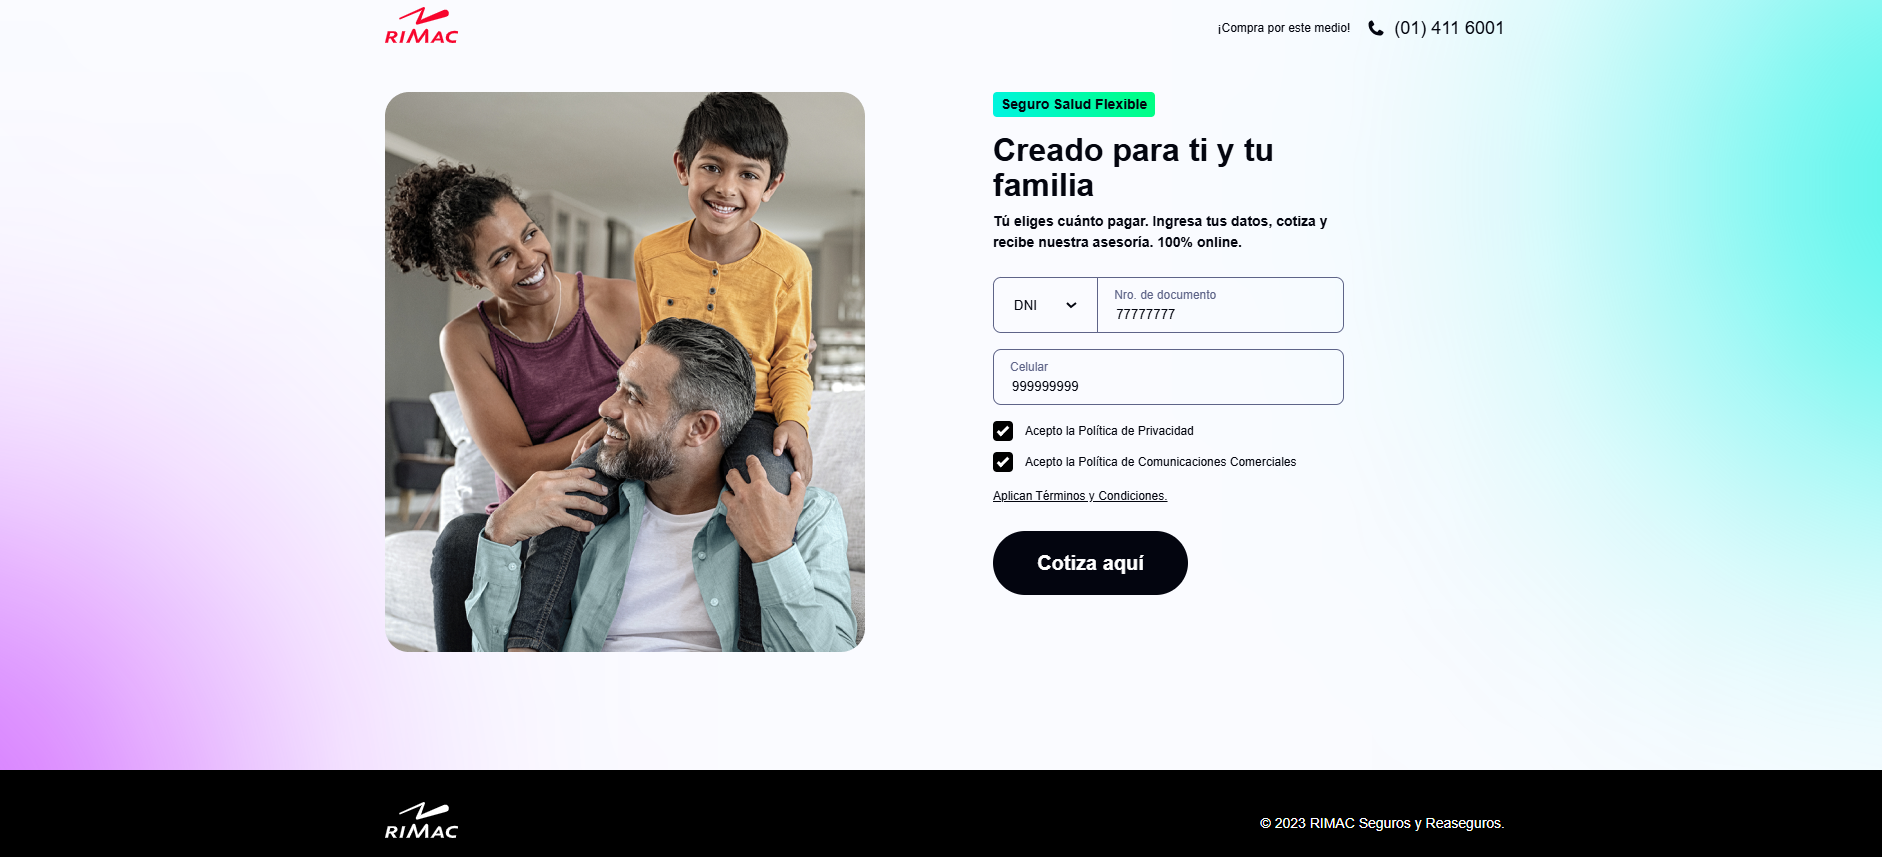 RIMAC
¡Compra por este medio! (01) 411 6001
Seguro Salud Flexible
Creado para ti y tu
familia
Tú eliges cuánto pagar. Ingresa tus datos, cotiza y
recibe nuestra asesoría. 100% online.
DNI
Nro. de documento
77777777
Celular
999999999
Acepto la Política de Privacidad
Acepto la Política de Comunicaciones Comerciales
Aplican Términos y Condiciones.
Cotiza aquí
RIMAC
© 2023 RIMAC Seguros y Reaseguros.